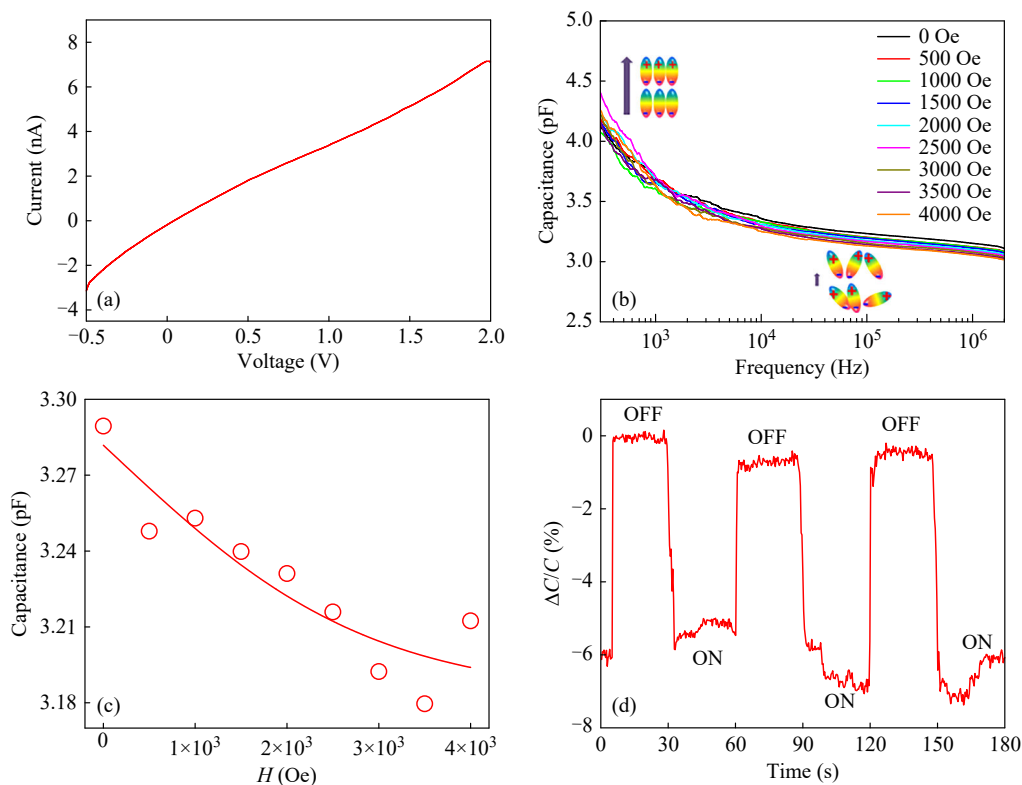 8
6
4
2
0
−2
−4
−0.5
0
0.5
1.0
1.5
2.0
Current (nA)
Voltage (V)
(a)
5.0
4.5
4.0
3.5
3.0
2.5
10³
10⁴
10⁵
10⁶
Capacitance (pF)
Frequency (Hz)
0 Oe
500 Oe
1000 Oe
1500 Oe
2000 Oe
2500 Oe
3000 Oe
3500 Oe
4000 Oe
(b)
3.30
3.27
3.24
3.21
3.18
0
1×10³
2×10³
3×10³
4×10³
Capacitance (pF)
H (Oe)
(c)
0
−2
−4
−6
−8
0
30
60
90
120
150
180
ΔC/C (%)
Time (s)
OFF
OFF
OFF
ON
ON
ON
(d)